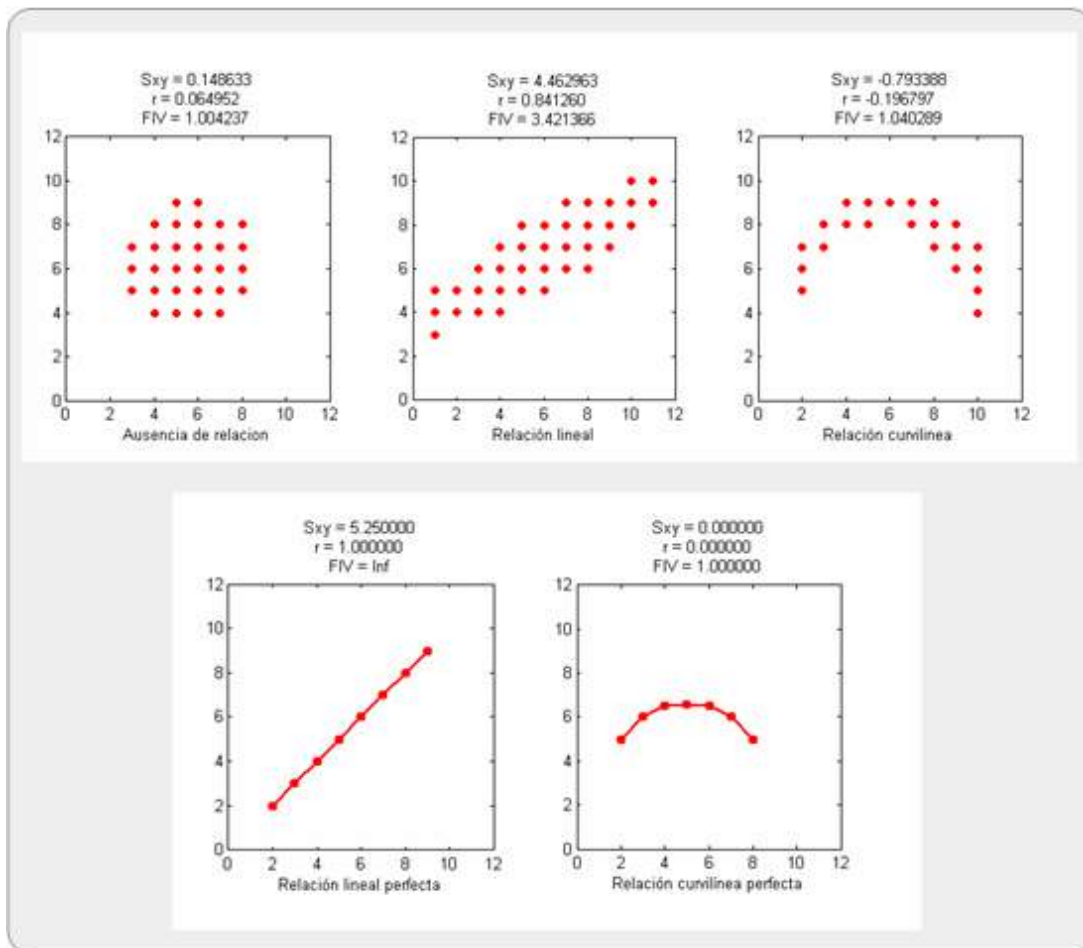 Sxy = 0.148633
r = 0.064952
FIV = 1.004237
12
10
8
6
4
2
0
0 2 4 6 8 10 12
Ausencia de relacion
Sxy = 4.462963
r = 0.841260
FIV = 3.421366
12
10
8
6
4
2
0
0 2 4 6 8 10 12
Relación lineal
Sxy = -0.793388
r = -0.196797
FIV = 1.040289
12
10
8
6
4
2
0
0 2 4 6 8 10 12
Relación curvilinea
Sxy = 5.250000
r = 1.000000
FIV = Inf
12
10
8
6
4
2
0
0 2 4 6 8 10 12
Relación lineal perfecta
Sxy = 0.000000
r = 0.000000
FIV = 1.000000
12
10
8
6
4
2
0
0 2 4 6 8 10 12
Relación curvilínea perfecta